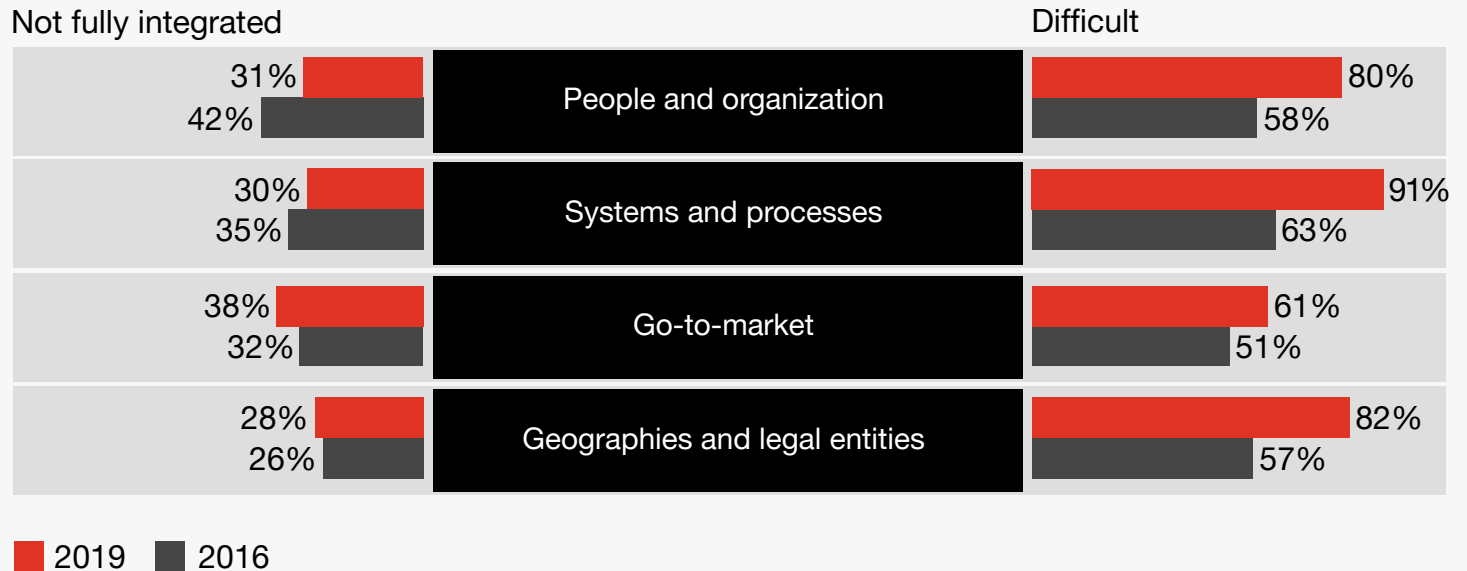 Not fully integrated Difficult
31% People and organization 80%
42% 58%
30% Systems and processes 91%
35% 63%
38% Go-to-market 61%
32% 51%
28% Geographies and legal entities 82%
26% 57%
2019 2016